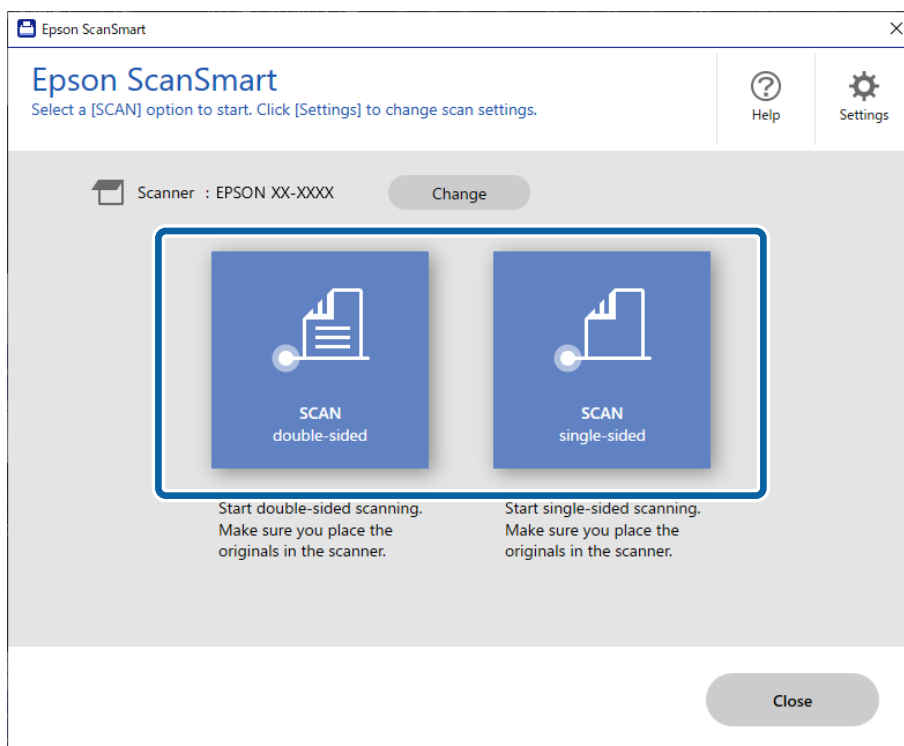 Epson ScanSmart
Epson ScanSmart
Select a [SCAN] option to start. Click [Settings] to change scan settings.
Help
Settings
Scanner : EPSON XX-XXXX
Change
SCAN
double-sided
SCAN
single-sided
Start double-sided scanning.
Make sure you place the
originals in the scanner.
Start single-sided scanning.
Make sure you place the
originals in the scanner.
Close